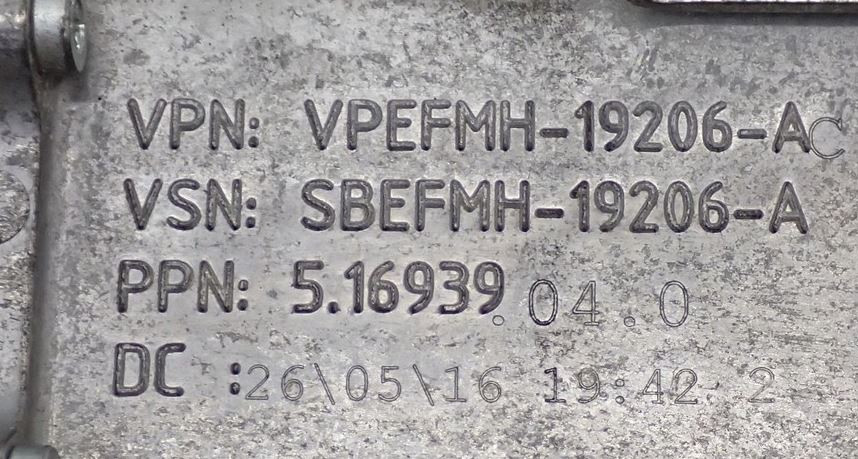 VPN: VPEFMH-19206-AC
VSN: SBEFMH-19206-A
PPN: 5.16939.04.0
DC :26\05\16 19:42 2